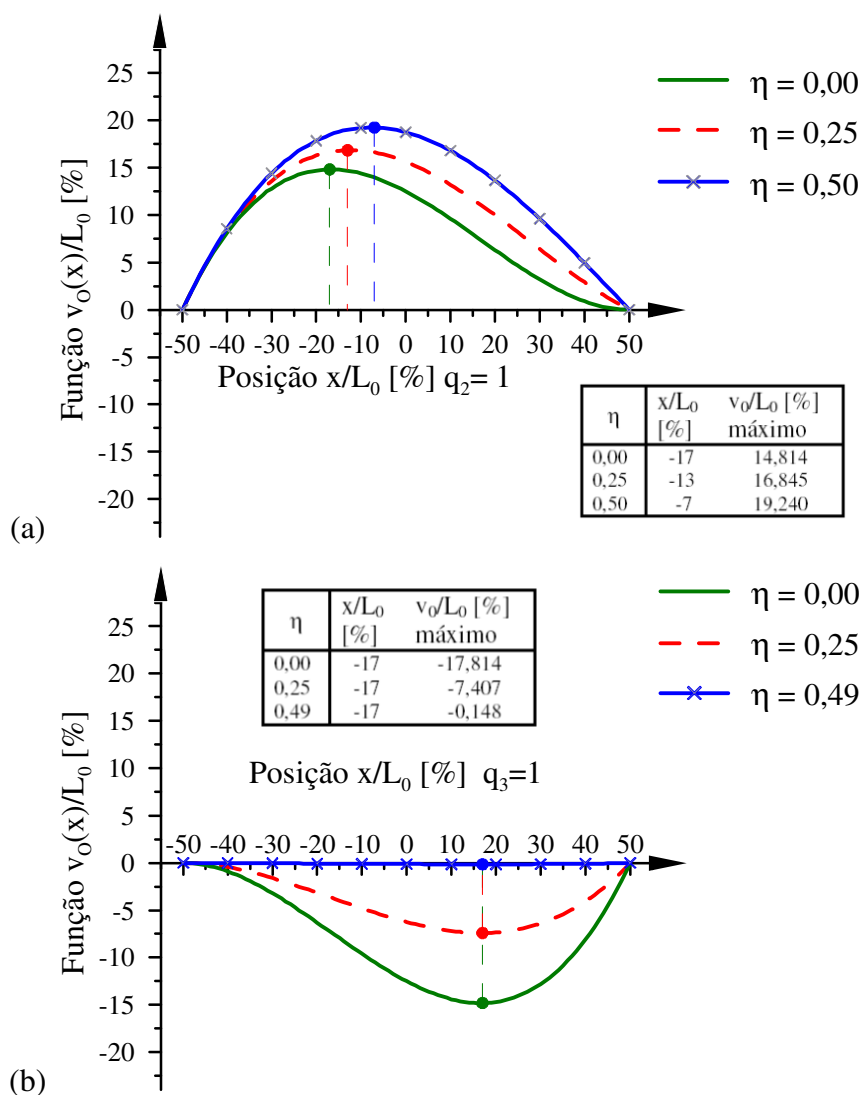 Função v_O(x)/L_0 [%]
25
20
15
10
5
0
-5
-10
-15
-20
-50 -40 -30 -20 -10 0 10 20 30 40 50
Posição x/L_0 [%] q_2= 1
η = 0,00
η = 0,25
η = 0,50
η x/L_0 [%] v_0/L_0 [%] máximo
0,00 -17 14,814
0,25 -13 16,845
0,50 -7 19,240
(a)
Função v_O(x)/L_0 [%]
25
20
15
10
5
0
-5
-10
-15
-20
η x/L_0 [%] v_0/L_0 [%] máximo
0,00 -17 -17,814
0,25 -17 -7,407
0,49 -17 -0,148
η = 0,00
η = 0,25
η = 0,49
Posição x/L_0 [%] q_3=1
-50 -40 -30 -20 -10 0 10 20 30 40 50
(b)